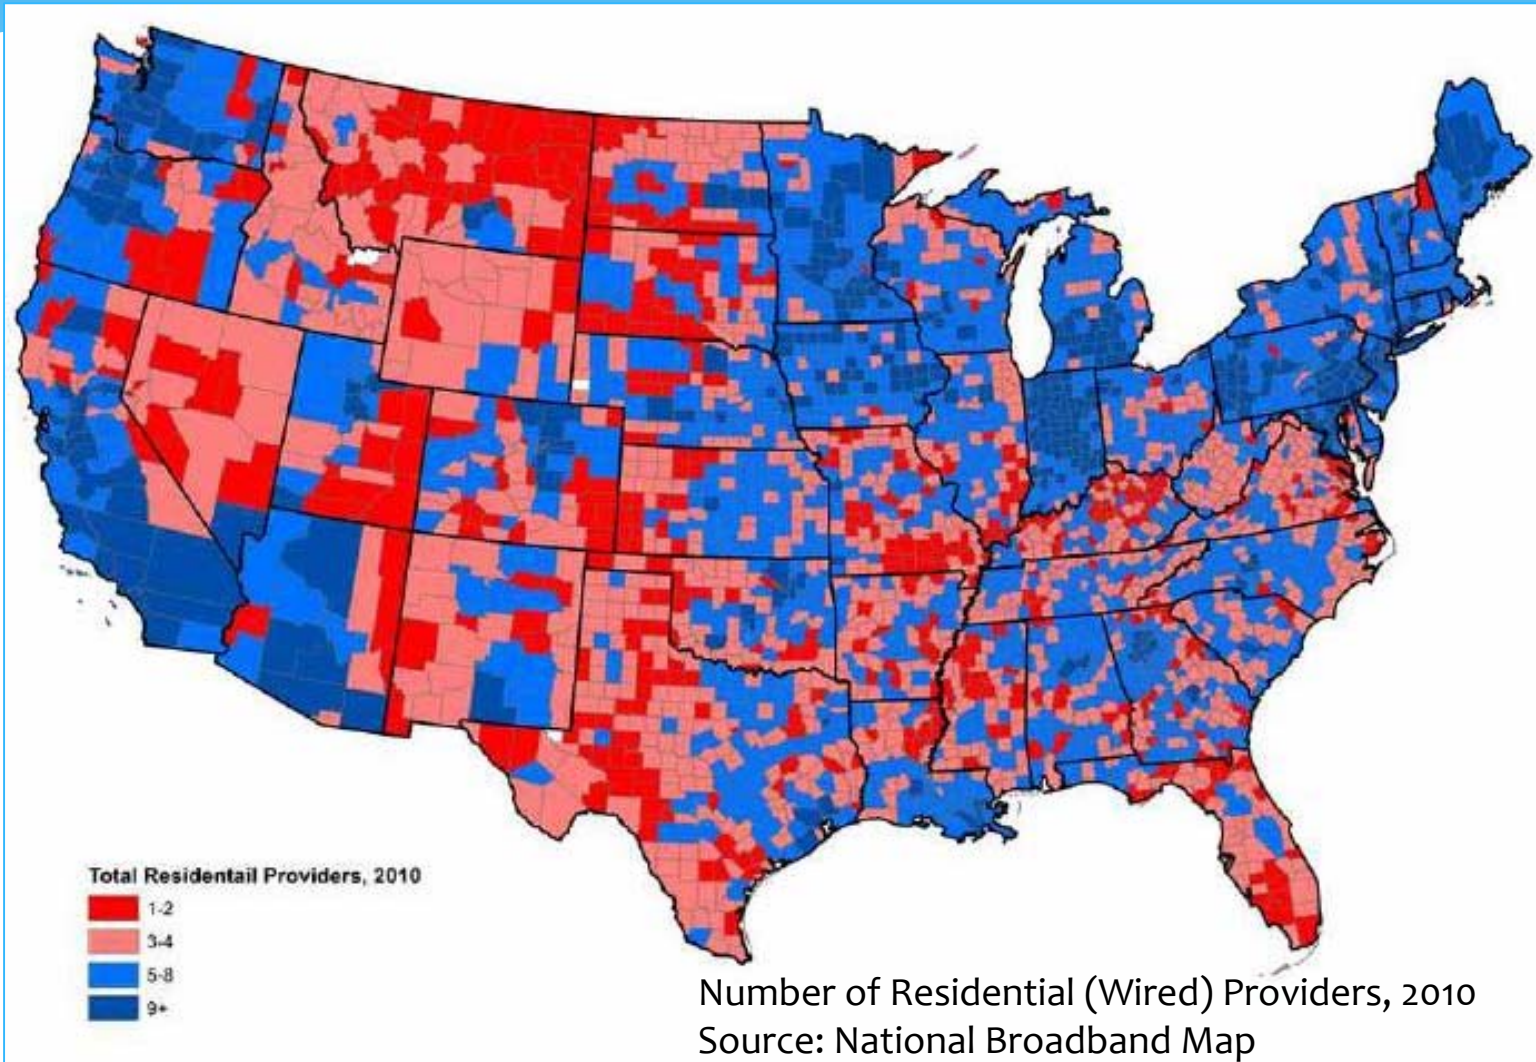 Total Residentail Providers, 2010
1-2
3-4
5-8
9+
Number of Residential (Wired) Providers, 2010
Source: National Broadband Map